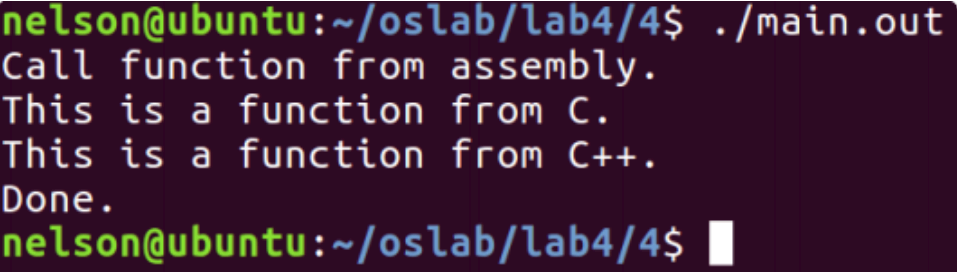 nelson@ubuntu:~/oslab/lab4/4$ ./main.out
Call function from assembly.
This is a function from C.
This is a function from C++.
Done.
nelson@ubuntu:~/oslab/lab4/4$